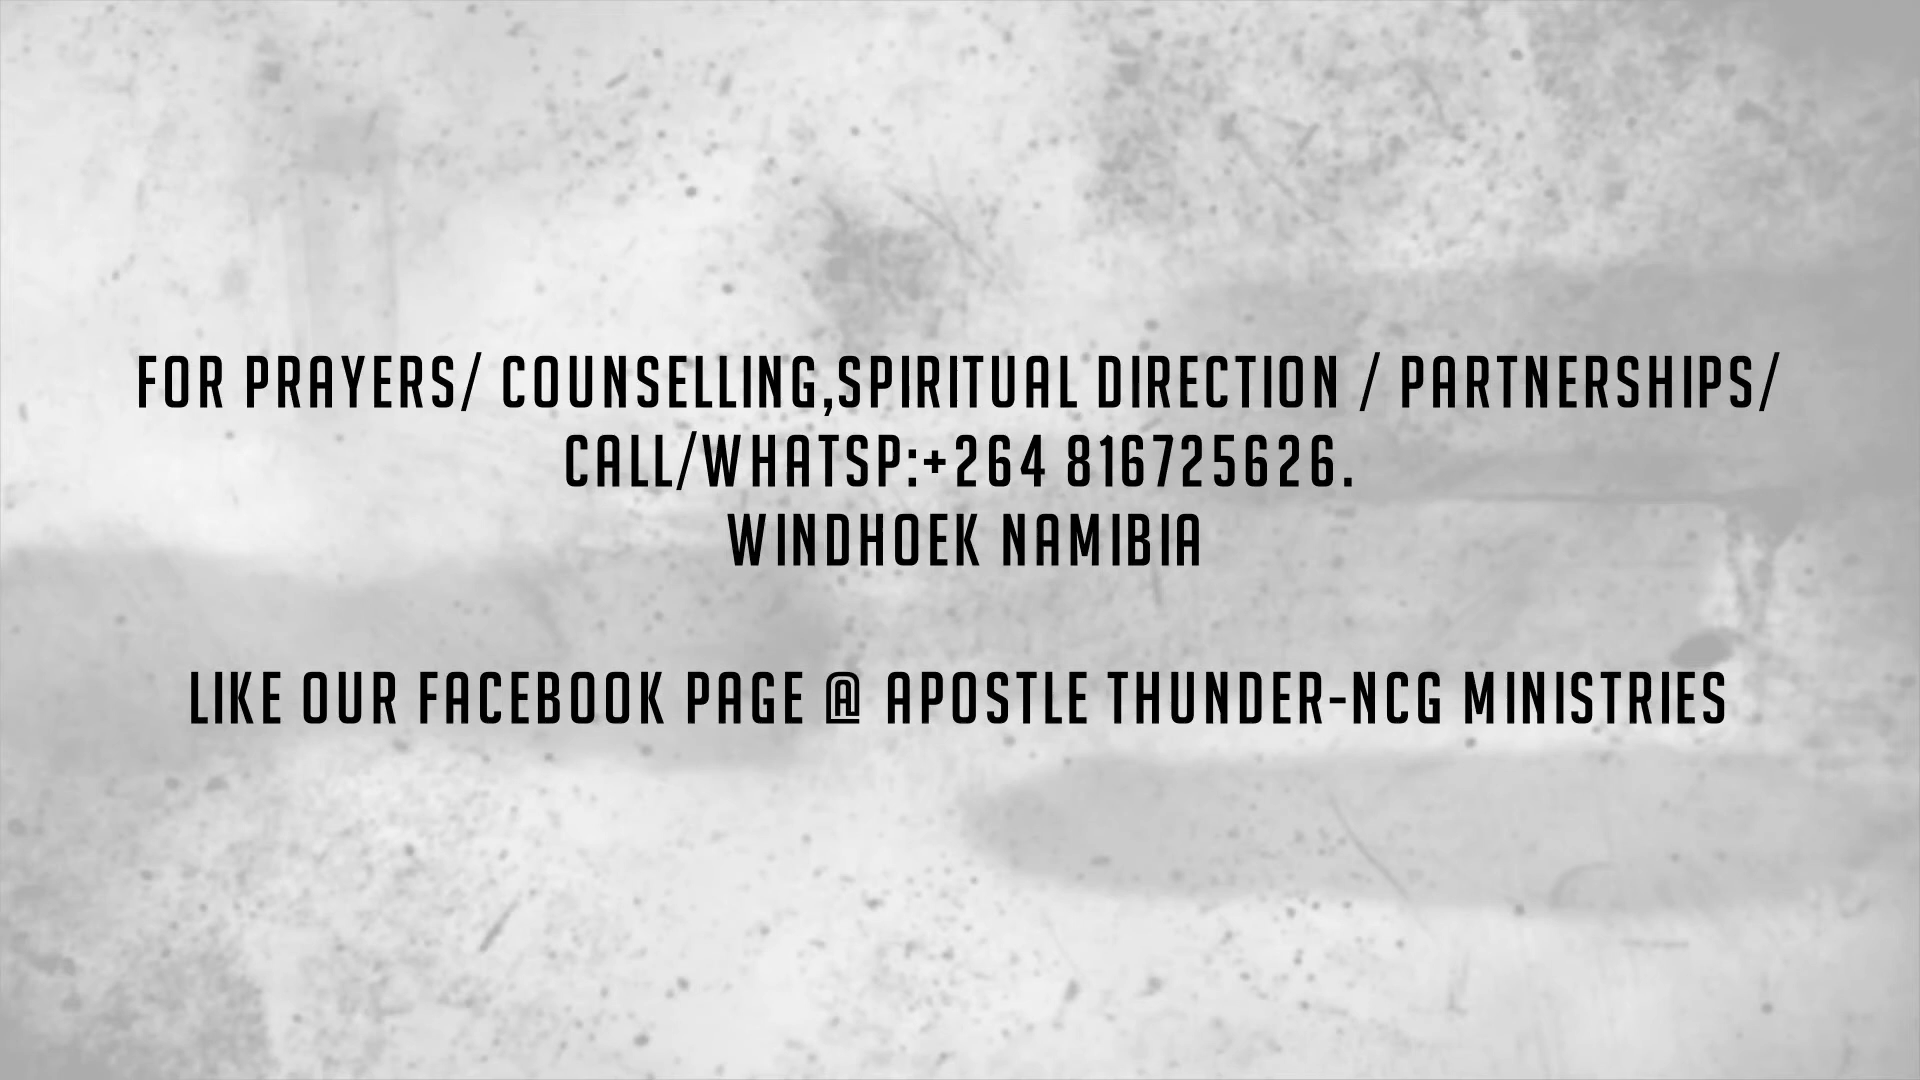 FOR PRAYERS/ COUNSELLING,SPIRITUAL DIRECTION / PARTNERSHIPS/
CALL/WHATSP:+264 816725626.
WINDHOEK NAMIBIA
LIKE OUR FACEBOOK PAGE @ APOSTLE THUNDER-NCG MINISTRIES